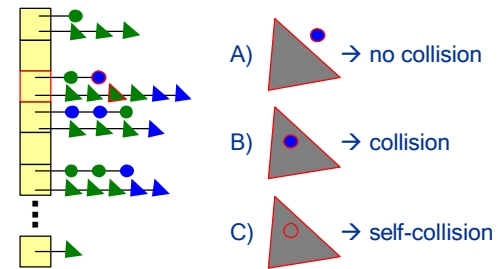 A) → no collision
B) → collision
C) → self-collision